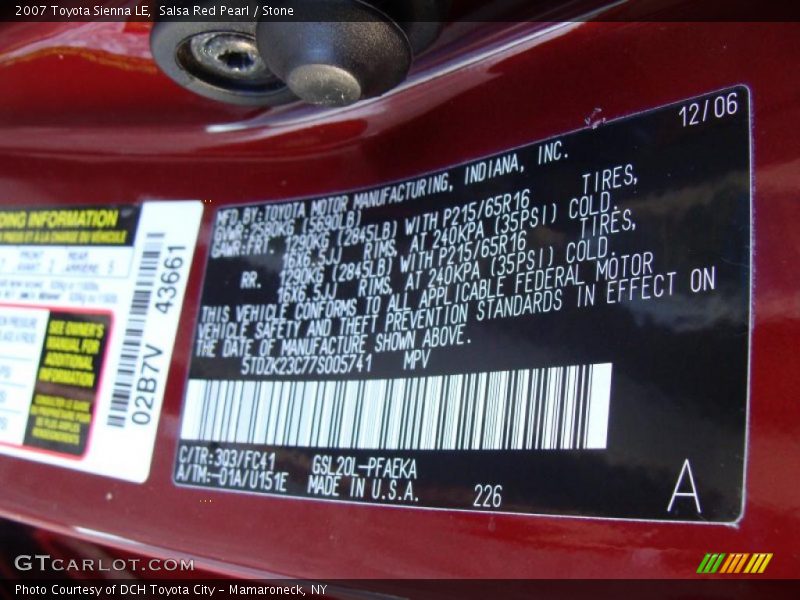 2007 Toyota Sienna LE, Salsa Red Pearl / Stone
12/06
MFD.BY:TOYOTA MOTOR MANUFACTURING, INDIANA, INC.
GVWR:2580KG (5690LB)
GAWR:FRT. 1290KG (2845LB) WITH P215/65R16 TIRES,
16X6.5JJ RIMS, AT 240KPA (35PSI) COLD.
RR. 1290KG (2845LB) WITH P215/65R16 TIRES,
16X6.5JJ RIMS, AT 240KPA (35PSI) COLD.
THIS VEHICLE CONFORMS TO ALL APPLICABLE FEDERAL MOTOR
VEHICLE SAFETY AND THEFT PREVENTION STANDARDS IN EFFECT ON
THE DATE OF MANUFACTURE SHOWN ABOVE.
5TDZK23C77S005741 MPV
C/TR:3Q3/FC41 GSL20L-PFAEKA
A/TM:-01A/U151E MADE IN U.S.A. 226
A
DING INFORMATION
02B7V 43661
SEE OWNER'S
MANUAL FOR
ADDITIONAL
INFORMATION
GTCARLOT.COM
Photo Courtesy of DCH Toyota City - Mamaroneck, NY